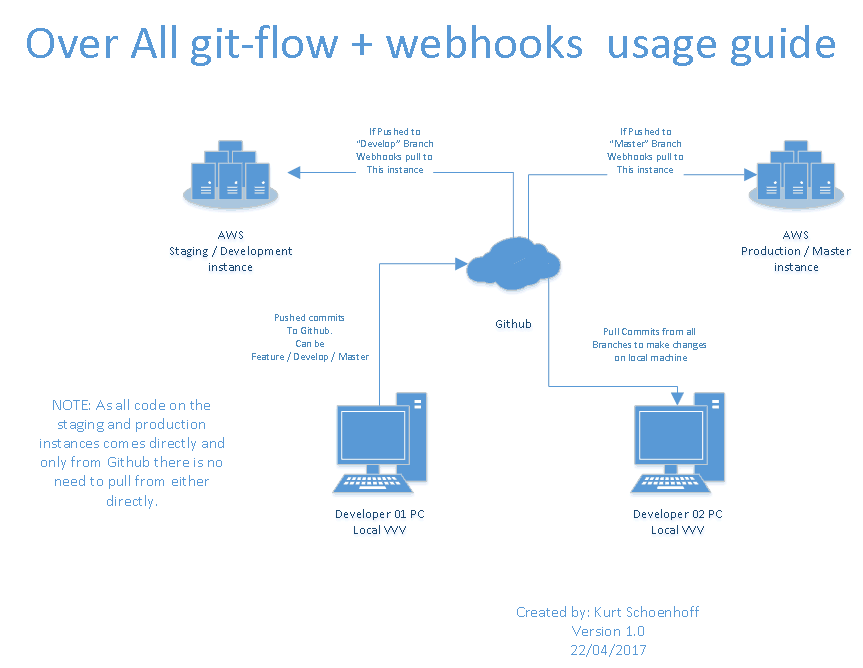 Over All git-flow + webhooks usage guide
If Pushed to
"Develop" Branch
Webhooks pull to
This instance
If Pushed to
"Master" Branch
Webhooks pull to
This instance
AWS
Staging / Development
instance
AWS
Production / Master
instance
Github
Pushed commits
To Github.
Can be
Feature / Develop / Master
Pull Commits from all
Branches to make changes
on local machine
NOTE: As all code on the
staging and production
instances comes directly and
only from Github there is no
need to pull from either
directly.
Developer 01 PC
Local VVV
Developer 02 PC
Local VVV
Created by: Kurt Schoenhoff
Version 1.0
22/04/2017